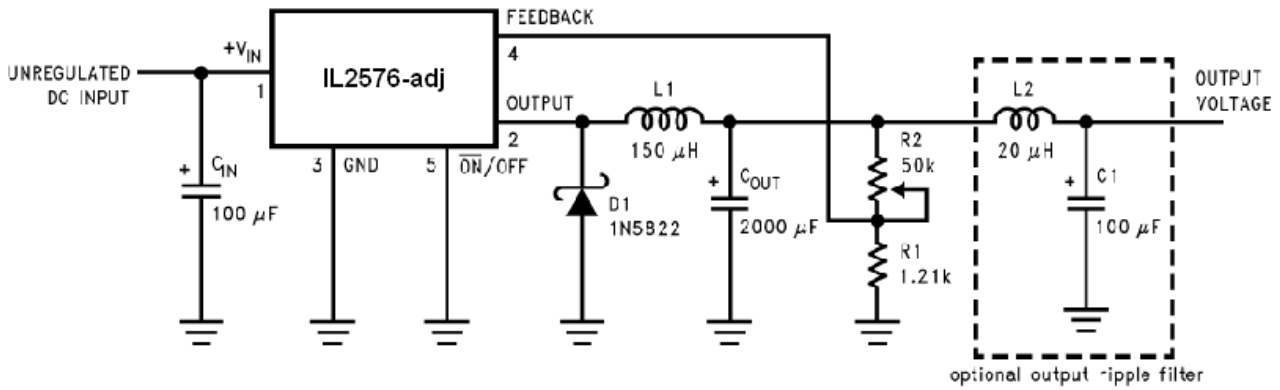 FEEDBACK
4
+VIN
1
UNREGULATED
DC INPUT
IL2576-adj
OUTPUT
2
3
GND
5
ON/OFF
CIN
+
100 µF
L1
150 µH
D1
1N5822
COUT
+
2000 µF
R2
50k
R1
1.21k
L2
20 µH
C1
+
100 µF
OUTPUT
VOLTAGE
optional output ripple filter